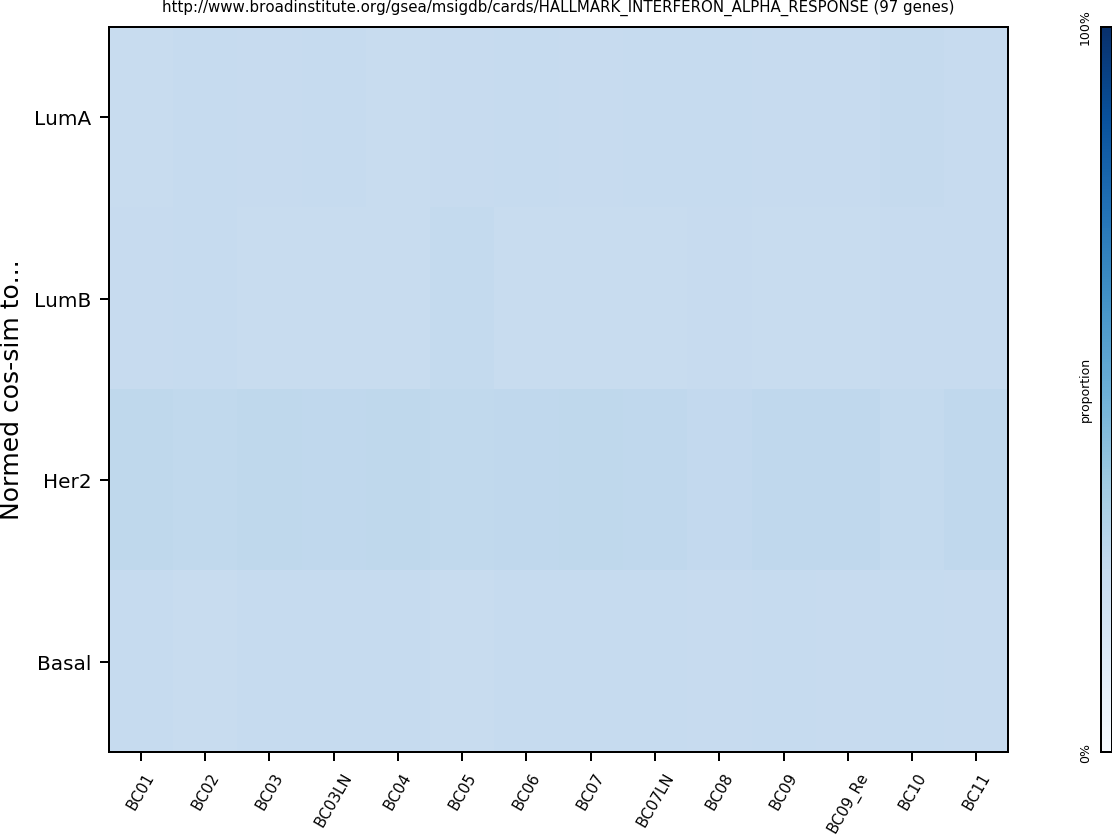 http://www.broadinstitute.org/gsea/msigdb/cards/HALLMARK_INTERFERON_ALPHA_RESPONSE (97 genes)
Normed cos-sim to...
LumA
LumB
Her2
Basal
BC01
BC02
BC03
BC03LN
BC04
BC05
BC06
BC07
BC07LN
BC08
BC09
BC09_Re
BC10
BC11
100%
proportion
0%